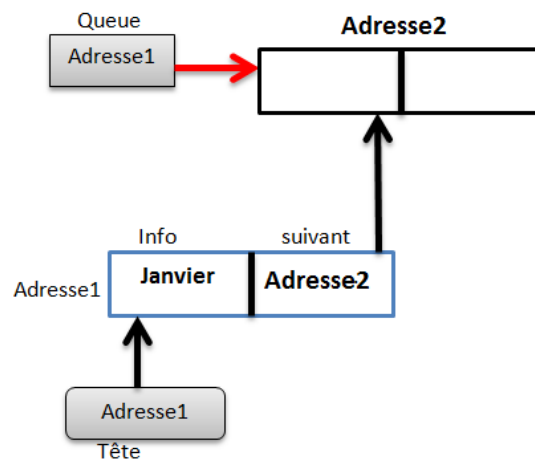 Queue
Adresse1
Adresse2
Info suivant
Adresse1
Janvier
Adresse2
Adresse1
Tête